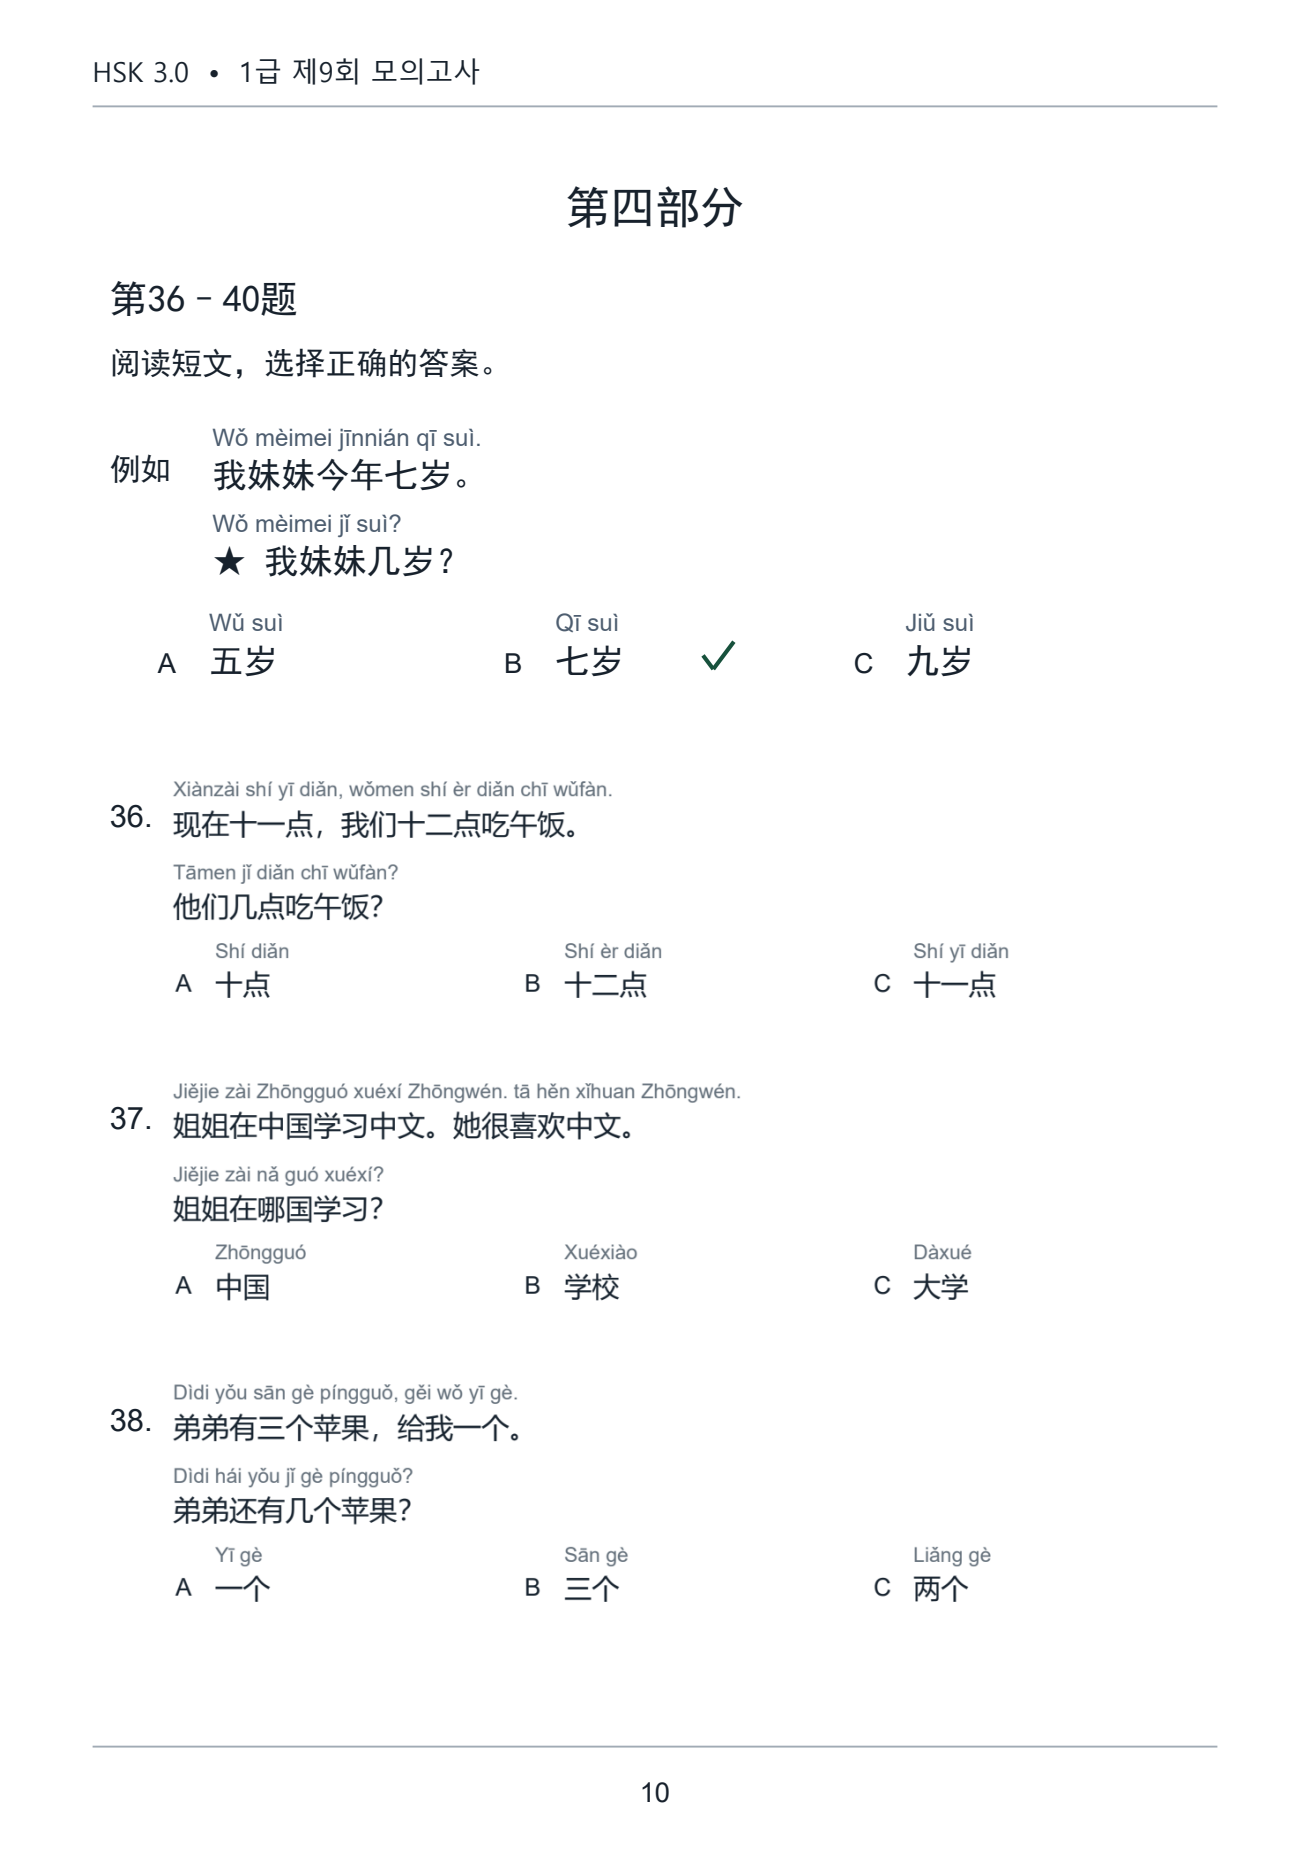 HSK 3.0 • 1급 제9회 모의고사
第四部分
第36－40题
阅读短文，选择正确的答案。
Wǒ mèimei jīnnián qī suì.
例如 我妹妹今年七岁。
Wǒ mèimei jǐ suì?
★ 我妹妹几岁？
Wǔ suì Qī suì Jiǔ suì
A 五岁 B 七岁 ✓ C 九岁
Xiànzài shí yī diǎn, wǒmen shí èr diǎn chī wǔfàn.
36. 现在十一点，我们十二点吃午饭。
Tāmen jǐ diǎn chī wǔfàn?
他们几点吃午饭？
Shí diǎn Shí èr diǎn Shí yī diǎn
A 十点 B 十二点 C 十一点
Jiějie zài Zhōngguó xuéxí Zhōngwén. tā hěn xǐhuan Zhōngwén.
37. 姐姐在中国学习中文。她很喜欢中文。
Jiějie zài nǎ guó xuéxí?
姐姐在哪国学习？
Zhōngguó Xuéxiào Dàxué
A 中国 B 学校 C 大学
Dìdi yǒu sān gè píngguǒ, gěi wǒ yī gè.
38. 弟弟有三个苹果，给我一个。
Dìdi hái yǒu jǐ gè píngguǒ?
弟弟还有几个苹果？
Yī gè Sān gè Liǎng gè
A 一个 B 三个 C 两个
10